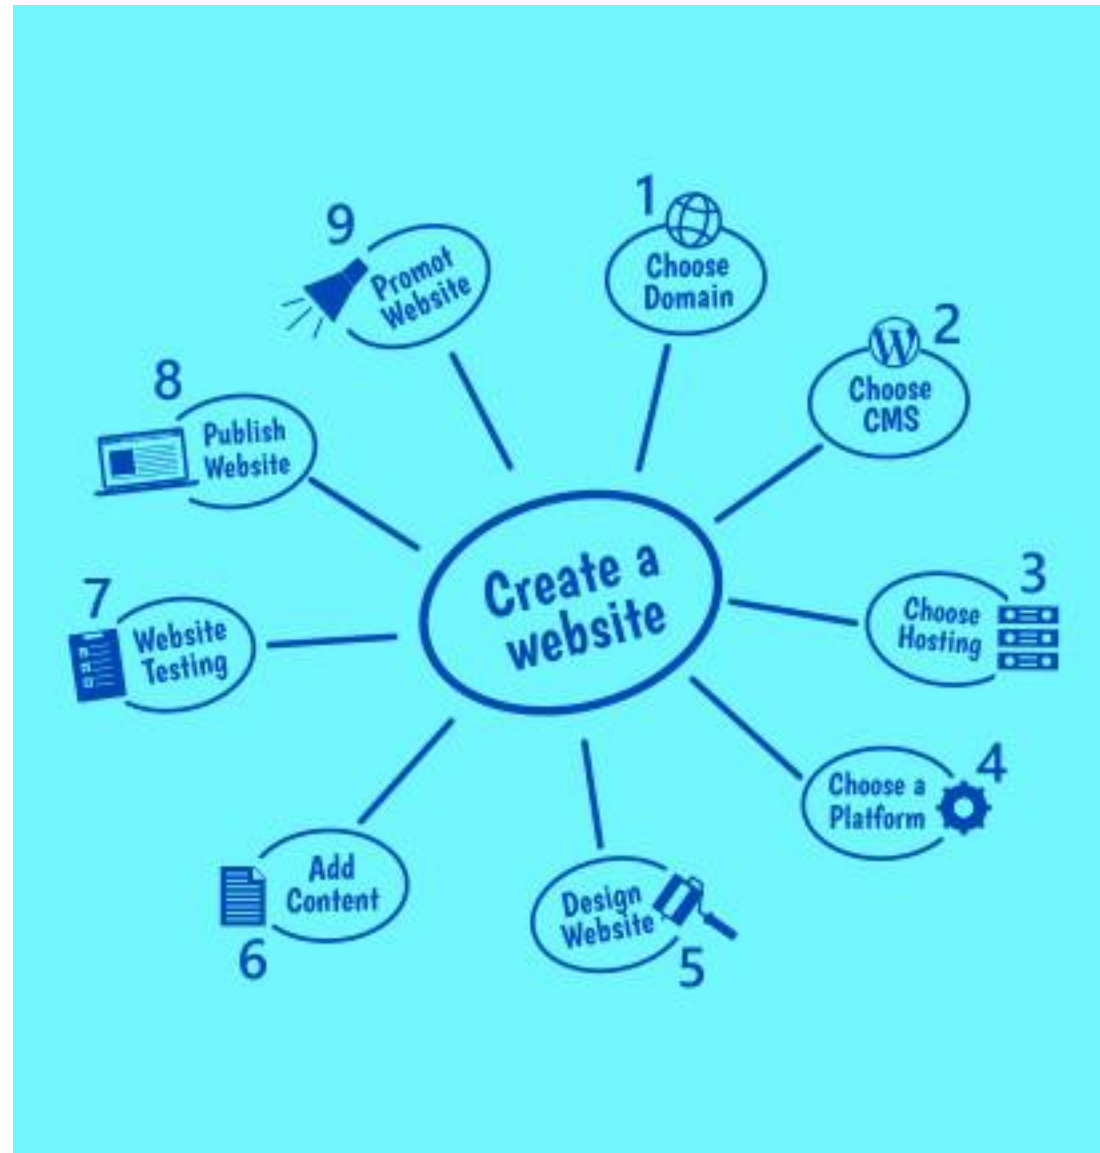 Create a
website
1
Choose
Domain
2
Choose
CMS
3
Choose
Hosting
4
Choose a
Platform
5
Design
Website
6
Add
Content
7
Website
Testing
8
Publish
Website
9
Promot
Website